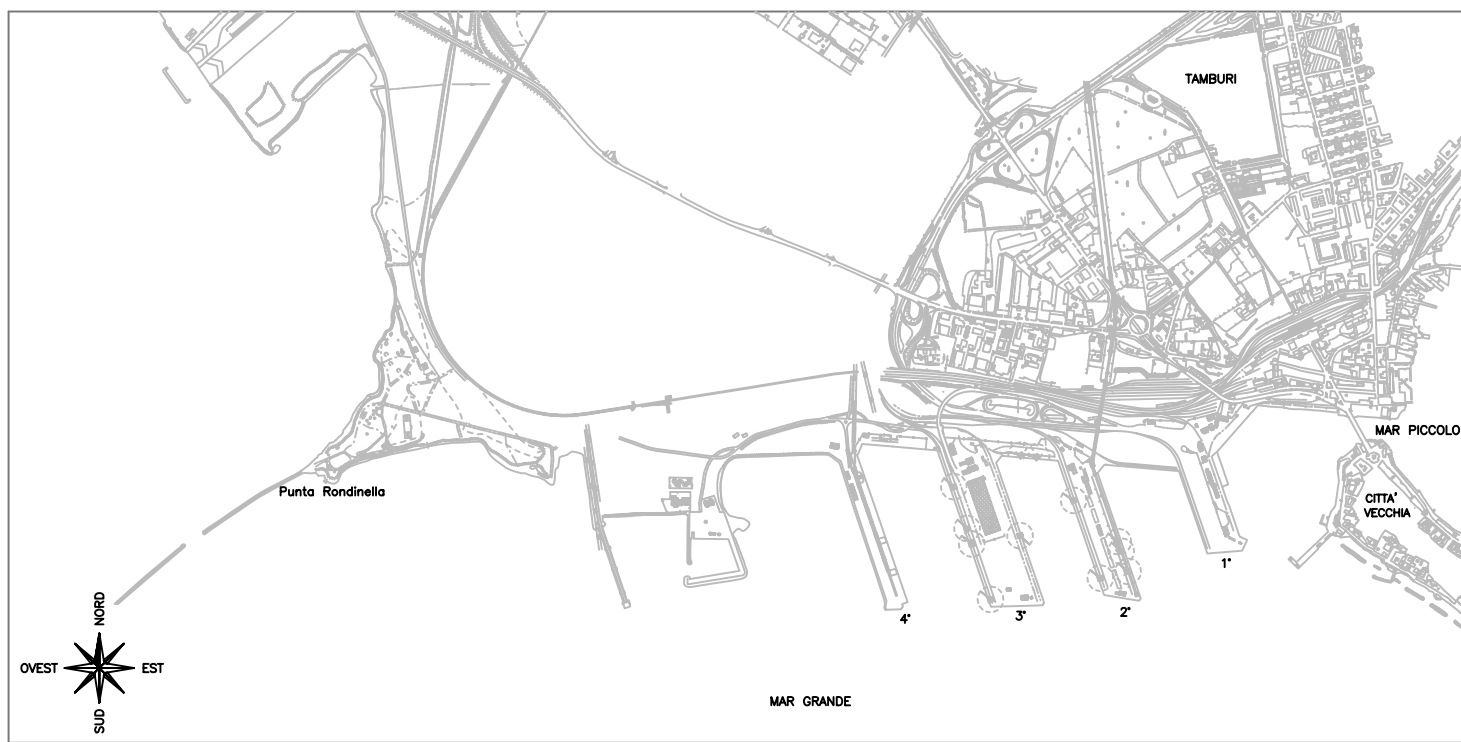 TAMBURI
MAR PICCOLO
Punta Rondinella
CITTA'
VECCHIA
1°
2°
3°
4°
NORD
OVEST
EST
SUD
MAR GRANDE